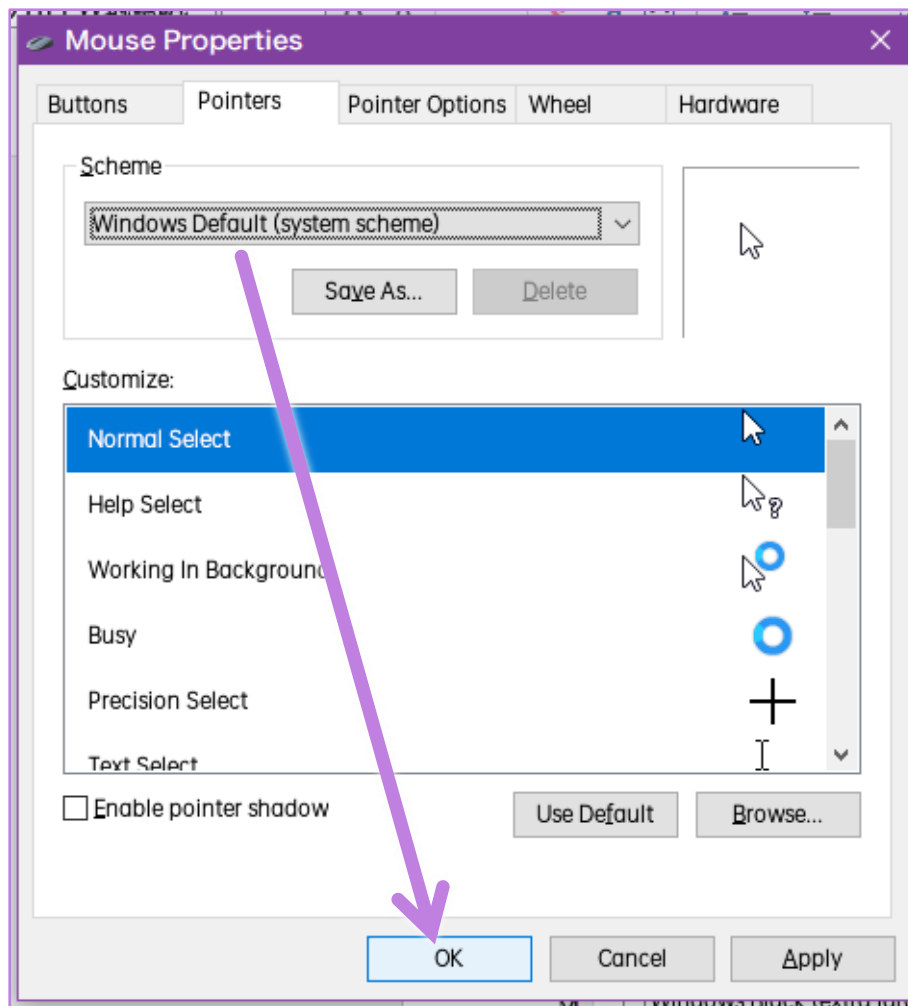 Mouse Properties
Buttons
Pointers
Pointer Options
Wheel
Hardware
Scheme
Windows Default (system scheme)
Save As...
Delete
Customize:
Normal Select
Help Select
Working In Background
Busy
Precision Select
Text Select
Enable pointer shadow
Use Default
Browse...
OK
Cancel
Apply